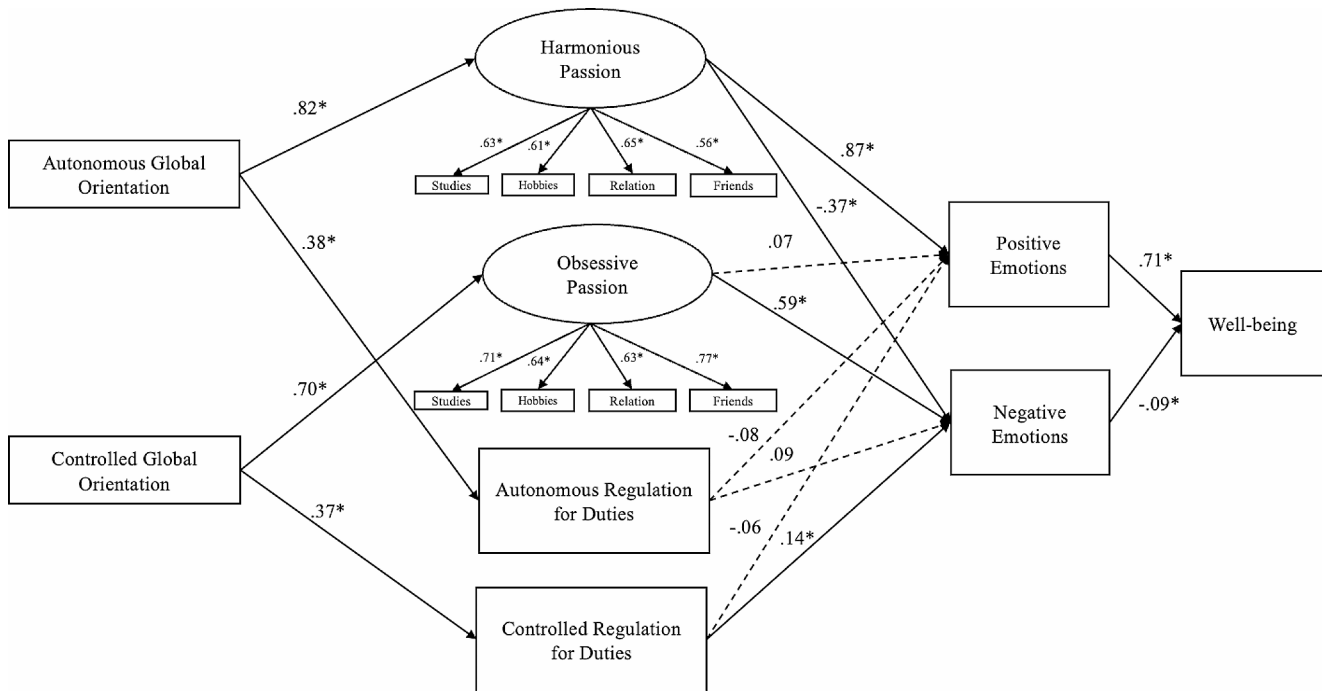 Harmonious
Passion
.82*
.63*
.61*
.65*
.56*
.87*
Autonomous Global
Orientation
Studies
Hobbies
Relation
Friends
-.37*
.38*
.07
Obsessive
Passion
Positive
Emotions
.71*
.59*
Well-being
.71*
.64*
.63*
.77*
.70*
Studies
Hobbies
Relation
Friends
-.09*
Negative
Emotions
-.08
.09
Controlled Global
Orientation
Autonomous Regulation
for Duties
.37*
-.06
.14*
Controlled Regulation
for Duties